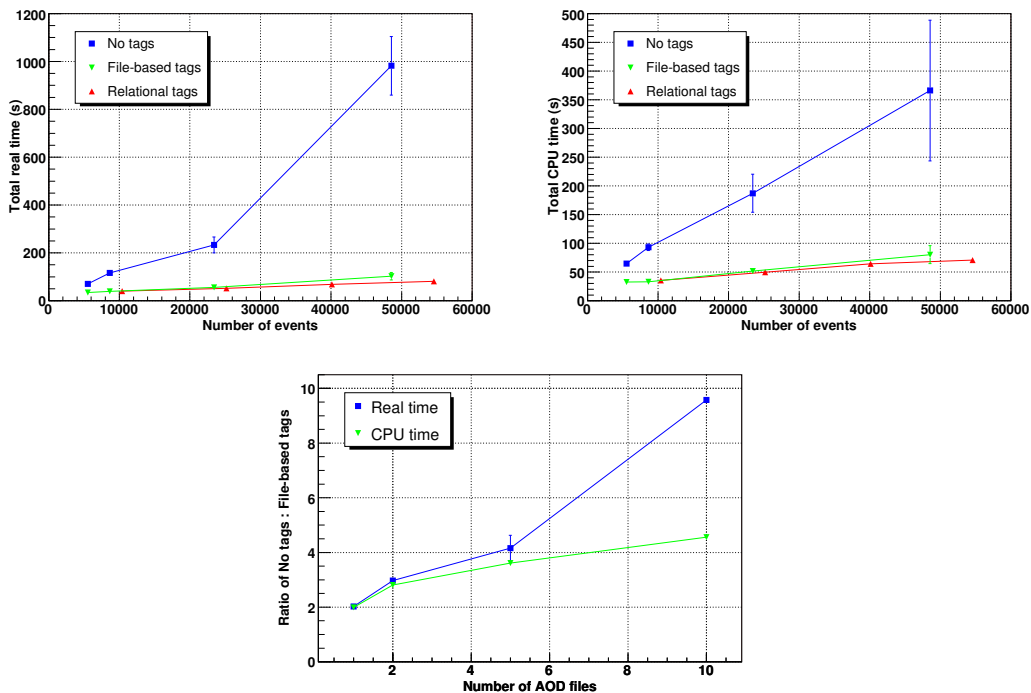 1200
1000
800
600
400
200
0
Total real time (s)
No tags
File-based tags
Relational tags
0 10000 20000 30000 40000 50000 60000
Number of events
500
450
400
350
300
250
200
150
100
50
0
Total CPU time (s)
No tags
File-based tags
Relational tags
0 10000 20000 30000 40000 50000 60000
Number of events
10
8
6
4
2
0
Ratio of No tags : File-based tags
Real time
CPU time
2 4 6 8 10
Number of AOD files